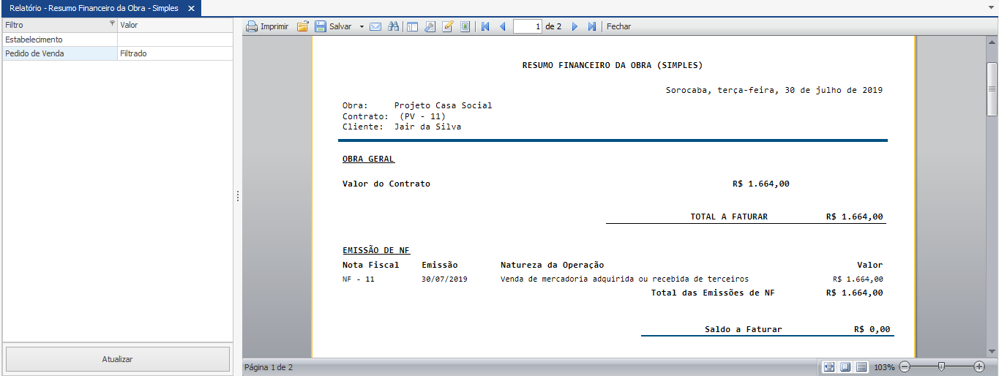 Relatório - Resumo Financeiro da Obra - Simples
Filtro Valor
Estabelecimento
Pedido de Venda Filtrado
Atualizar
Imprimir Salvar 1 de 2 Fechar
RESUMO FINANCEIRO DA OBRA (SIMPLES)
Sorocaba, terça-feira, 30 de julho de 2019
Obra: Projeto Casa Social
Contrato: (PV - 11)
Cliente: Jair da Silva
OBRA GERAL
Valor do Contrato R$ 1.664,00
TOTAL A FATURAR R$ 1.664,00
EMISSÃO DE NF
Nota Fiscal Emissão Natureza da Operação Valor
NF - 11 30/07/2019 Venda de mercadoria adquirida ou recebida de terceiros R$ 1.664,00
Total das Emissões de NF R$ 1.664,00
Saldo a Faturar R$ 0,00
Página 1 de 2 103%